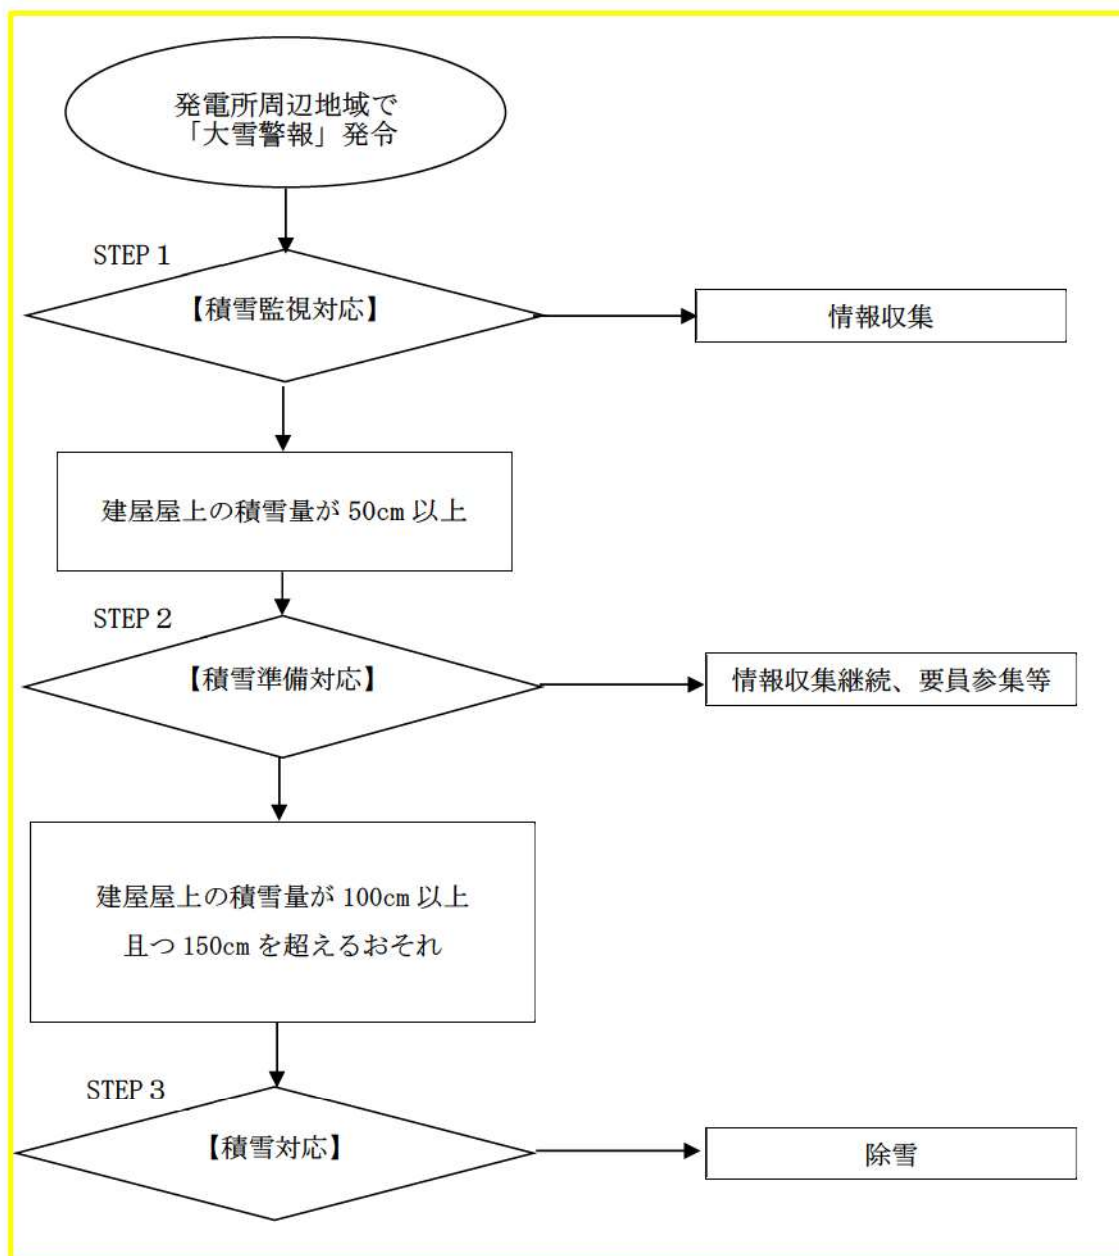 発電所周辺地域で
「大雪警報」発令
STEP 1
【積雪監視対応】
情報収集
建屋屋上の積雪量が 50cm 以上
STEP 2
【積雪準備対応】
情報収集継続、要員参集等
建屋屋上の積雪量が 100cm 以上
且つ 150cm を超えるおそれ
STEP 3
【積雪対応】
除雪